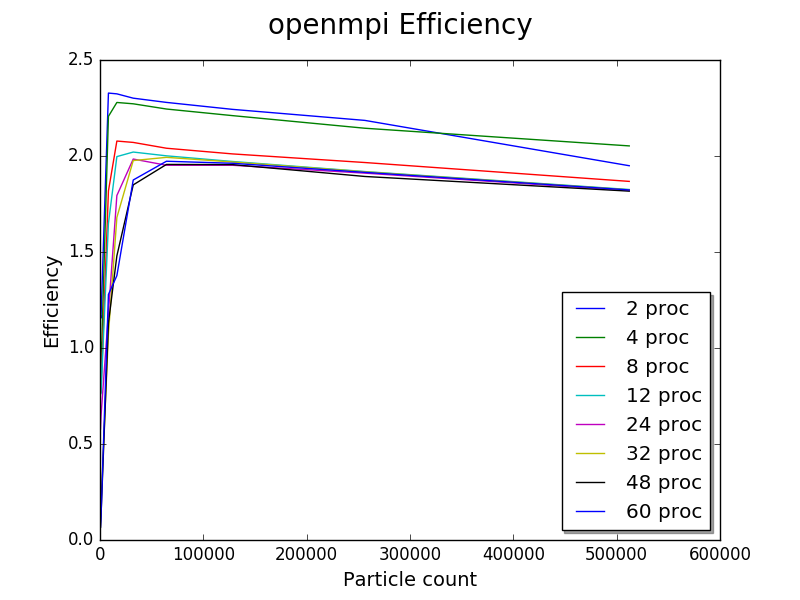 openmpi Efficiency
2.5
2.0
1.5
1.0
0.5
0.0
Efficiency
0 100000 200000 300000 400000 500000 600000
Particle count
2 proc
4 proc
8 proc
12 proc
24 proc
32 proc
48 proc
60 proc